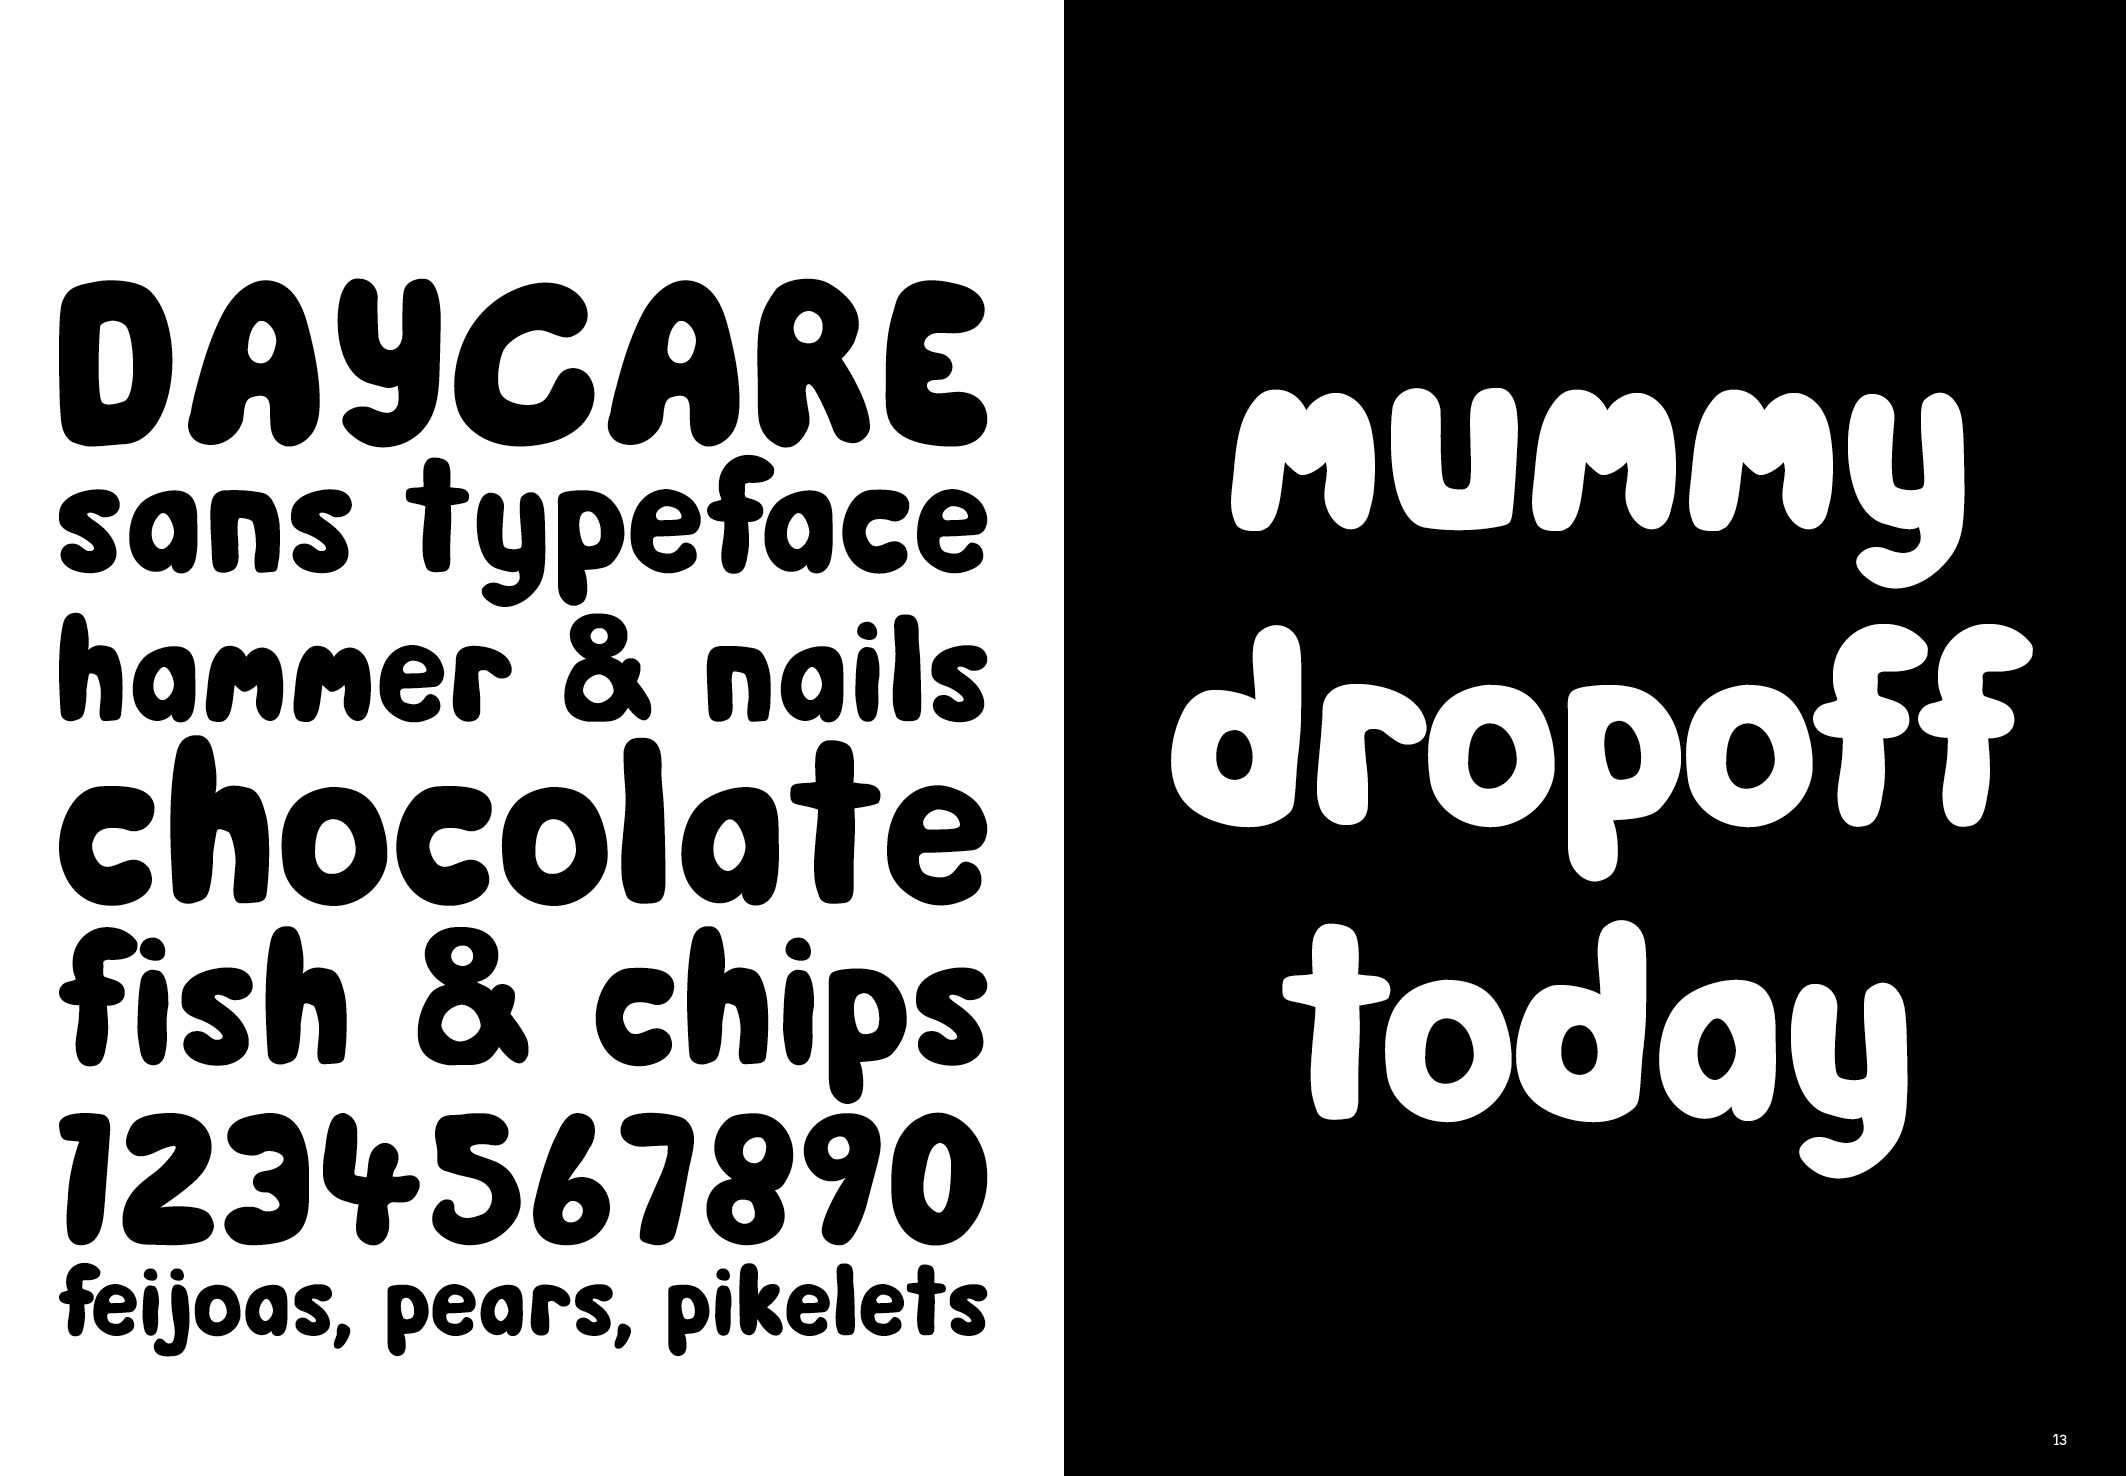 DAYCARE
sans typeface
hammer & nails
chocolate
fish & chips
1234567890
feijoas, pears, pikelets
mummy
dropoff
today
13